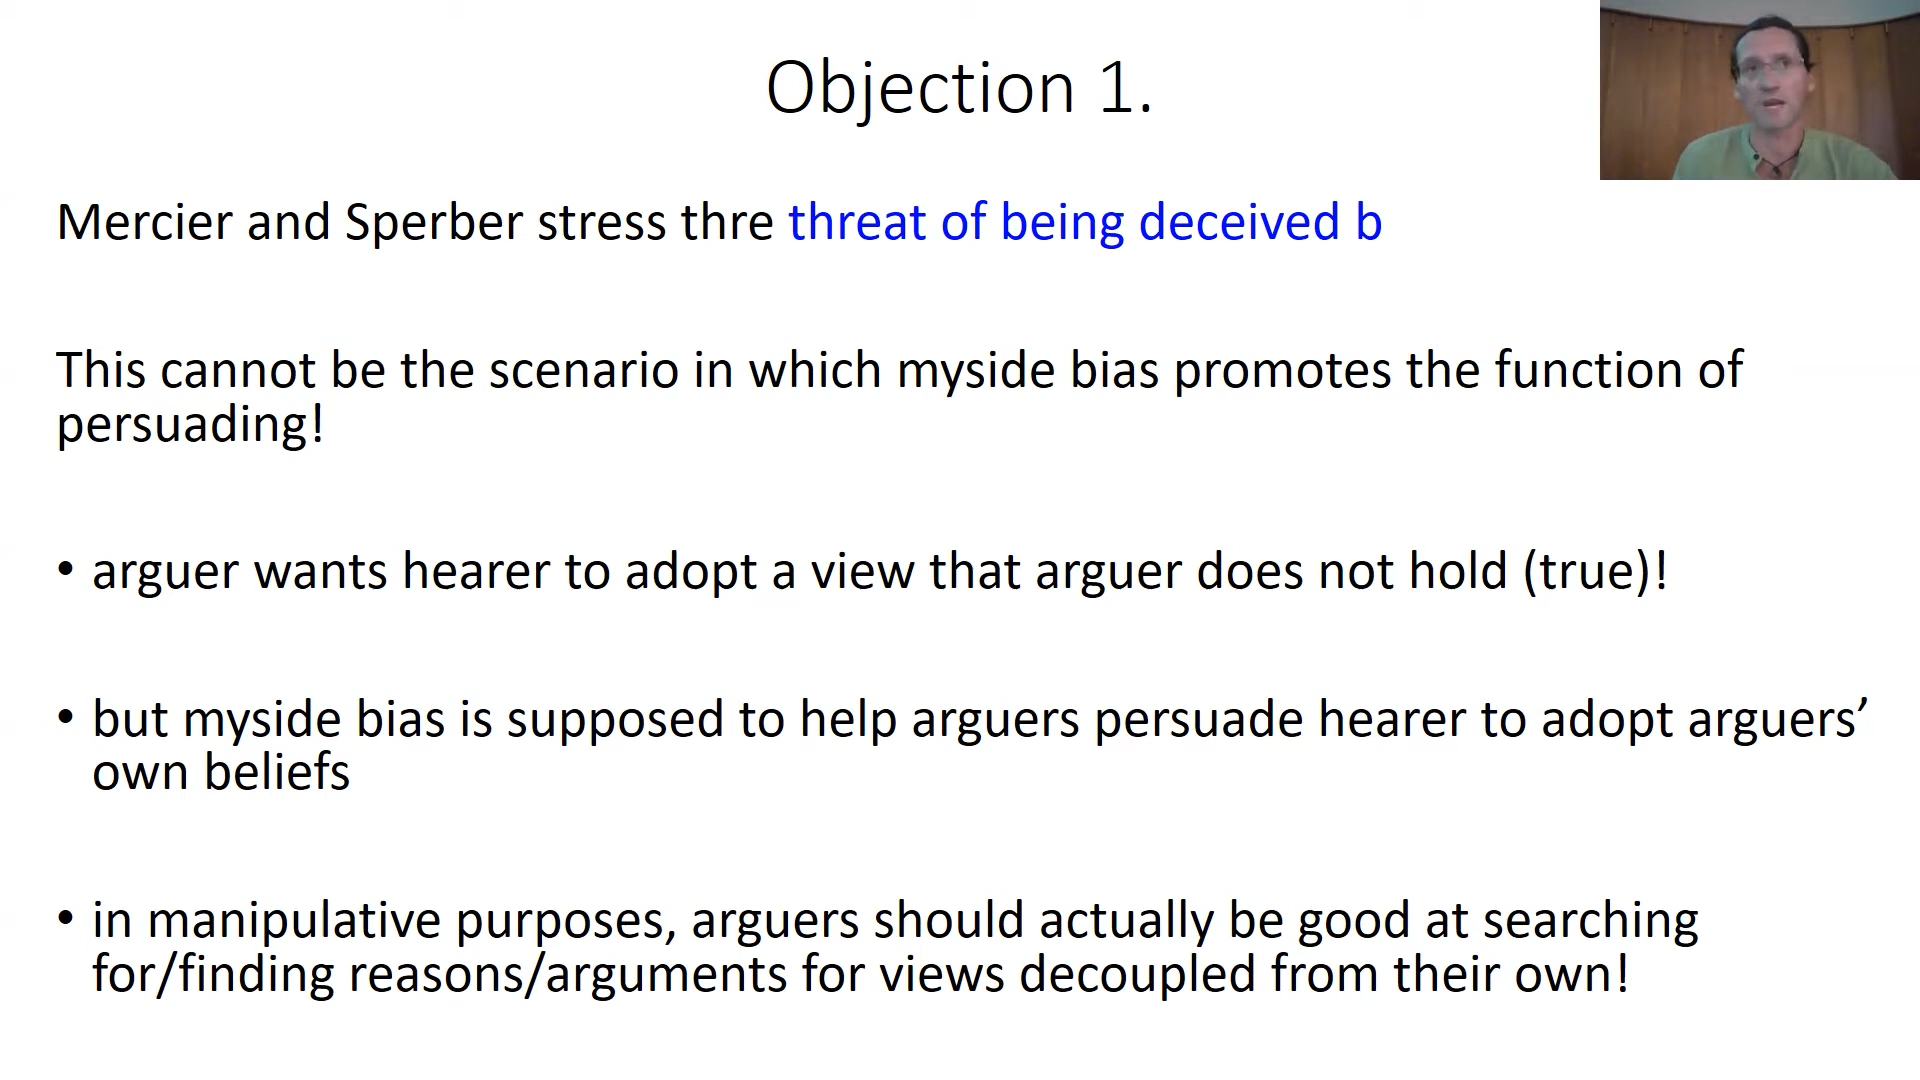 Objection 1.
Mercier and Sperber stress thre threat of being deceived b
This cannot be the scenario in which myside bias promotes the function of
persuading!
• arguer wants hearer to adopt a view that arguer does not hold (true)!
• but myside bias is supposed to help arguers persuade hearer to adopt arguers’
own beliefs
• in manipulative purposes, arguers should actually be good at searching
for/finding reasons/arguments for views decoupled from their own!